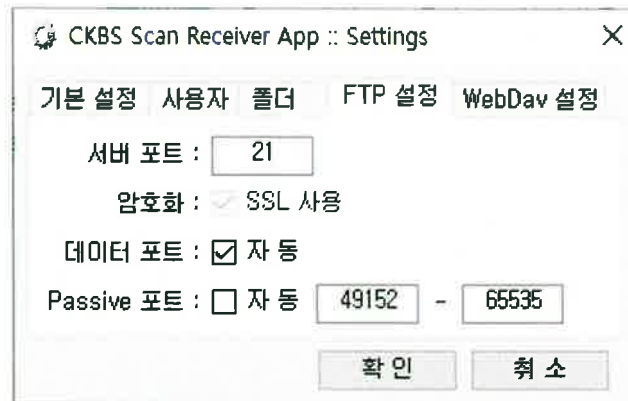 CKBS Scan Receiver App :: Settings
기본 설정 사용자 폴더 FTP 설정 WebDav 설정
서버 포트 : 21
암호화 : SSL 사용
데이터 포트 : 자 동
Passive 포트 : 자 동 49152 - 65535
확 인 취 소